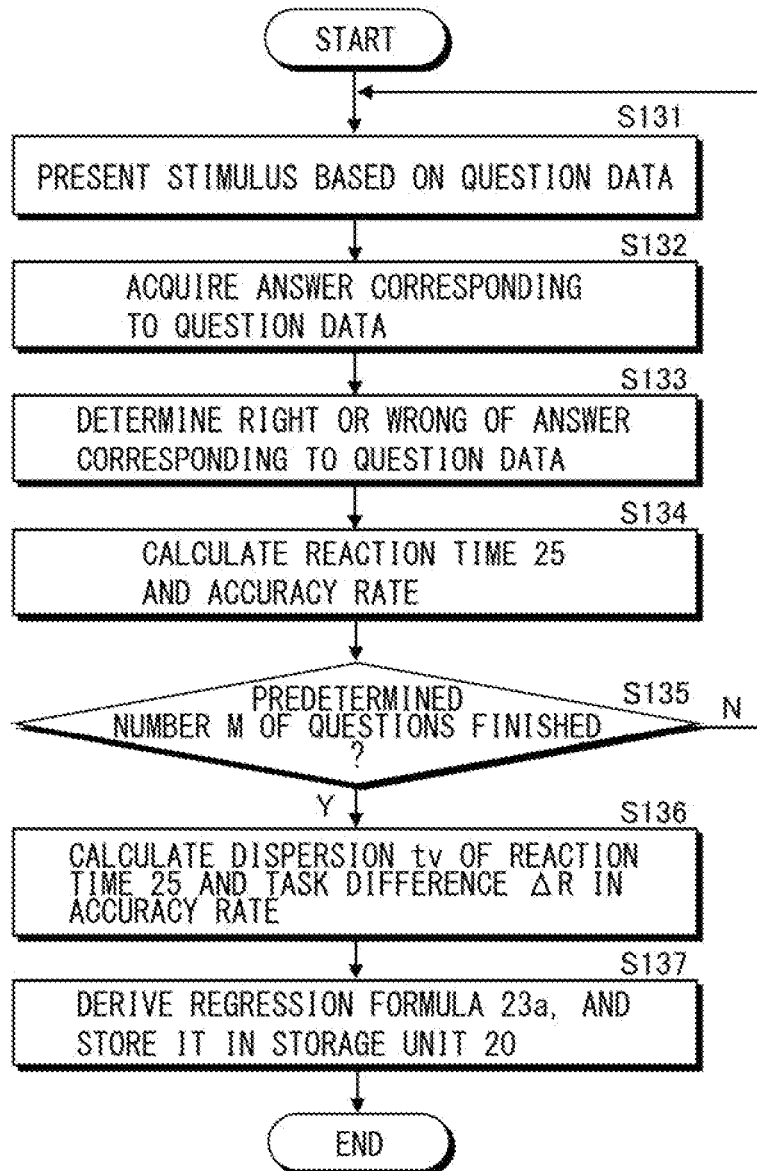 START
S131
PRESENT STIMULUS BASED ON QUESTION DATA
S132
ACQUIRE ANSWER CORRESPONDING
TO QUESTION DATA
S133
DETERMINE RIGHT OR WRONG OF ANSWER
CORRESPONDING TO QUESTION DATA
S134
CALCULATE REACTION TIME 25
AND ACCURACY RATE
S135
PREDETERMINED
NUMBER M OF QUESTIONS FINISHED
?
N
Y
S136
CALCULATE DISPERSION tv OF REACTION
TIME 25 AND TASK DIFFERENCE ΔR IN
ACCURACY RATE
S137
DERIVE REGRESSION FORMULA 23a, AND
STORE IT IN STORAGE UNIT 20
END